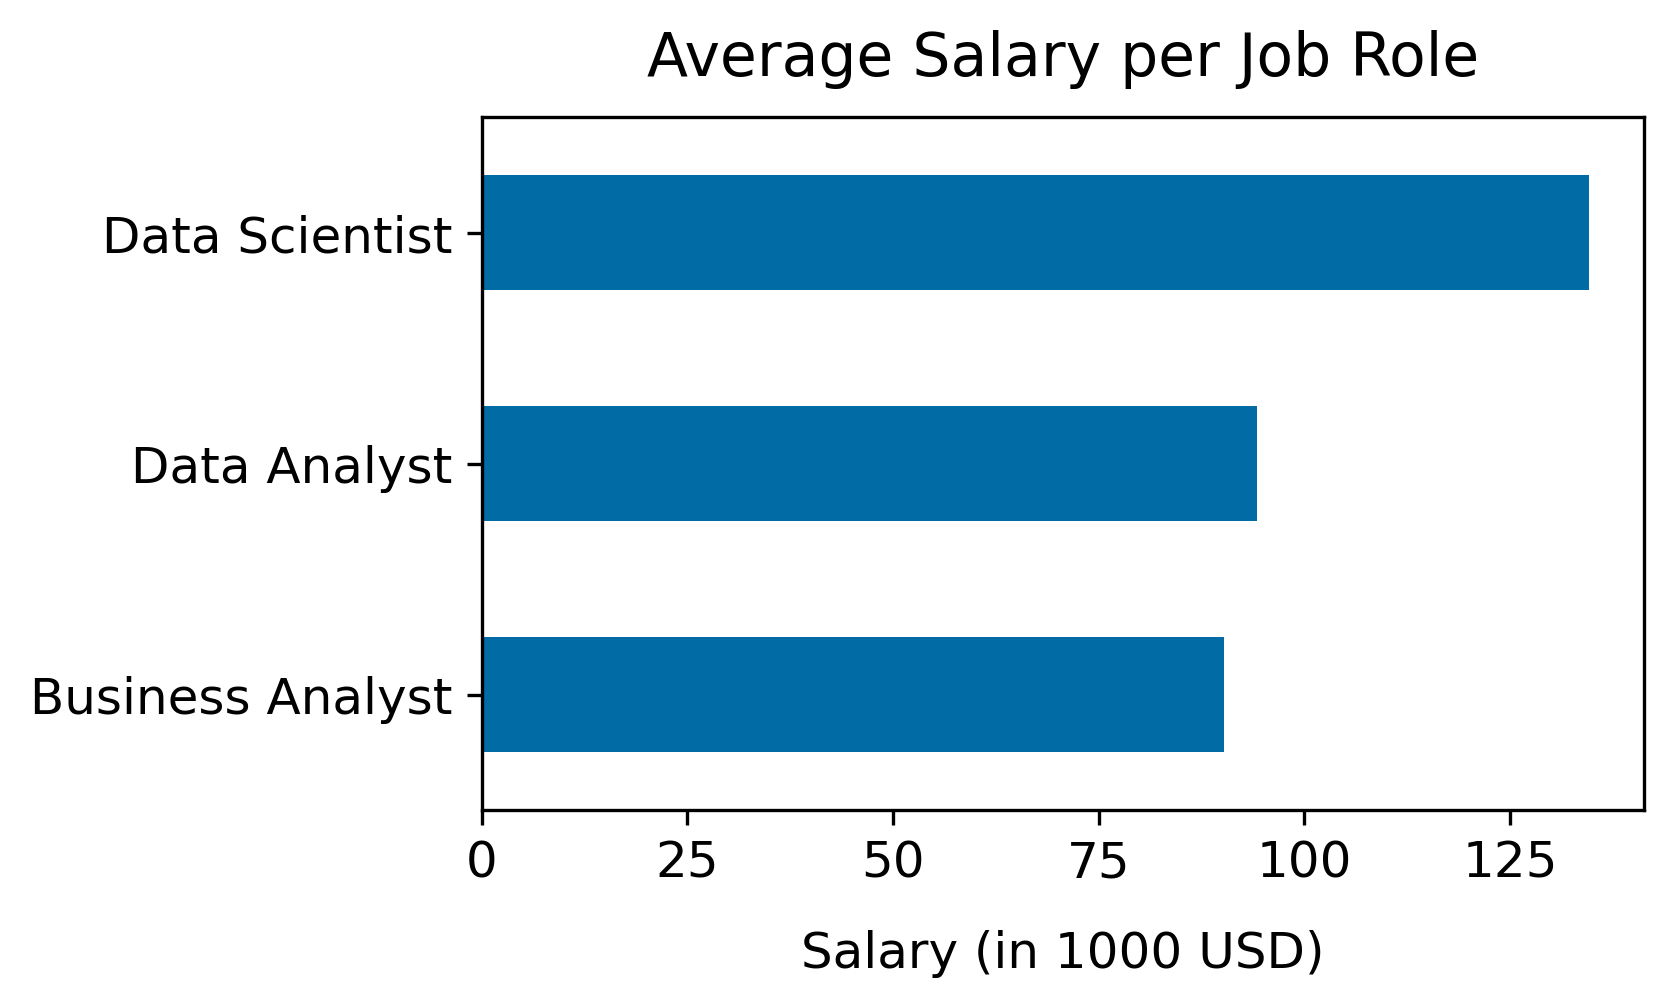 Average Salary per Job Role
Data Scientist
Data Analyst
Business Analyst
0 25 50 75 100 125
Salary (in 1000 USD)